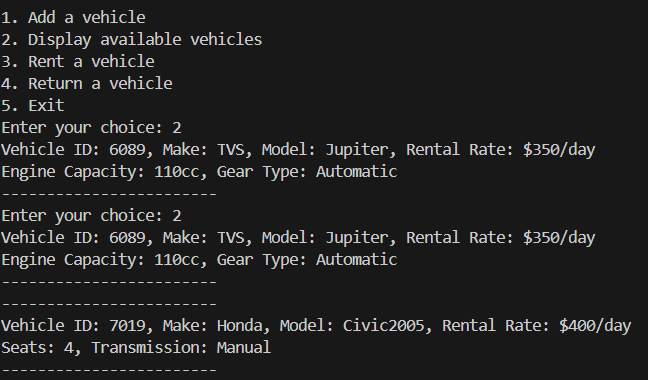 1. Add a vehicle
2. Display available vehicles
3. Rent a vehicle
4. Return a vehicle
5. Exit
Enter your choice: 2
Vehicle ID: 6089, Make: TVS, Model: Jupiter, Rental Rate: $350/day
Engine Capacity: 110cc, Gear Type: Automatic
------------------------
Enter your choice: 2
Vehicle ID: 6089, Make: TVS, Model: Jupiter, Rental Rate: $350/day
Engine Capacity: 110cc, Gear Type: Automatic
------------------------
------------------------
Vehicle ID: 7019, Make: Honda, Model: Civic2005, Rental Rate: $400/day
Seats: 4, Transmission: Manual
------------------------